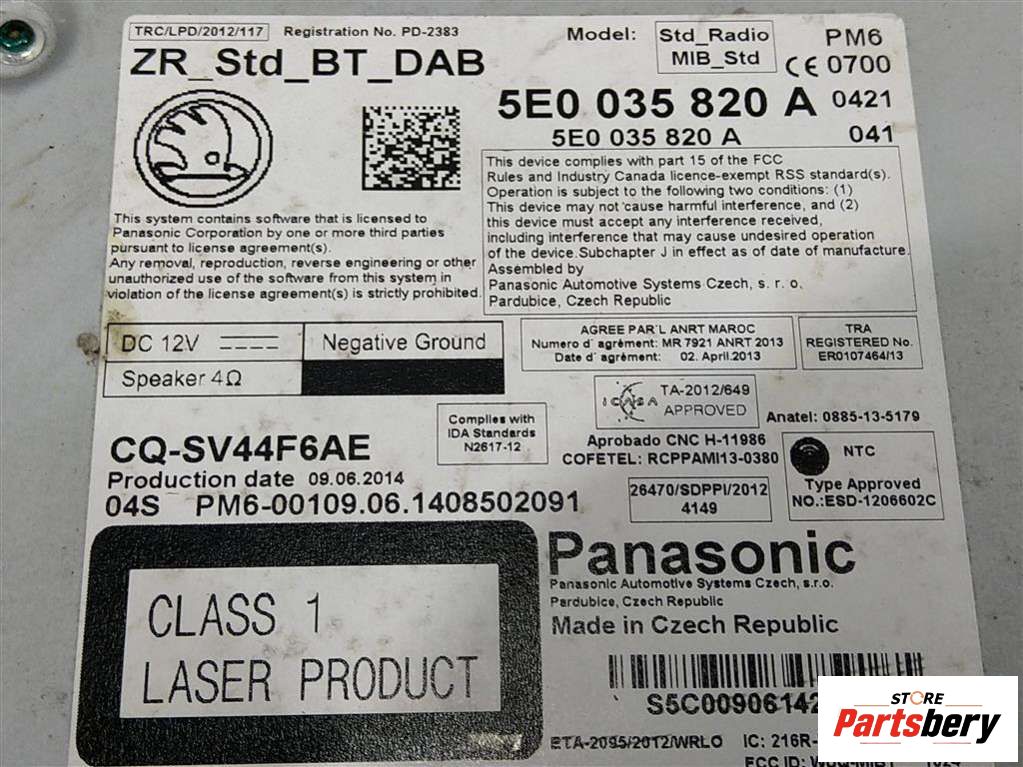 TRC/LPD/2012/117 Registration No. PD-2383
Model: Std_Radio
MIB_Std
PM6
ZR_Std_BT_DAB
CE 0700
5E0 035 820 A 0421
5E0 035 820 A 041
This device complies with part 15 of the FCC
Rules and Industry Canada licence-exempt RSS standard(s).
Operation is subject to the following two conditions: (1)
This device may not cause harmful interference, and (2)
this device must accept any interference received,
including interference that may cause undesired operation
of the device.Subchapter J in effect as of date of manufacture.
Assembled by
Panasonic Automotive Systems Czech, s. r. o.
Pardubice, Czech Republic
This system contains software that is licensed to
Panasonic Corporation by one or more third parties
pursuant to license agreement(s).
Any removal, reproduction, reverse engineering or other
unauthorized use of the software from this system in
violation of the license agreement(s) is strictly prohibited.
DC 12V Negative Ground
Speaker 4Ω
AGREE PAR L ANRT MAROC
Numero d´ agrément: MR 7921 ANRT 2013
Date d´ agrément: 02. April.2013
TRA
REGISTERED No.
ER0107464/13
ICASA TA-2012/649
APPROVED
Anatel: 0885-13-5179
Complies with
IDA Standards
N2617-12
Aprobado CNC H-11986
COFETEL: RCPPAMI13-0380
NTC
Type Approved
NO.:ESD-1206602C
26470/SDPPI/2012
4149
CQ-SV44F6AE
Production date 09.06.2014
04S PM6-00109.06.1408502091
CLASS 1
LASER PRODUCT
Panasonic
Panasonic Automotive Systems Czech, s.r.o.
Pardubice, Czech Republic
Made in Czech Republic
S5C00906142
ETA-2095/2012/WRLO IC: 216R-
FCC ID:
STORE
Partsbery